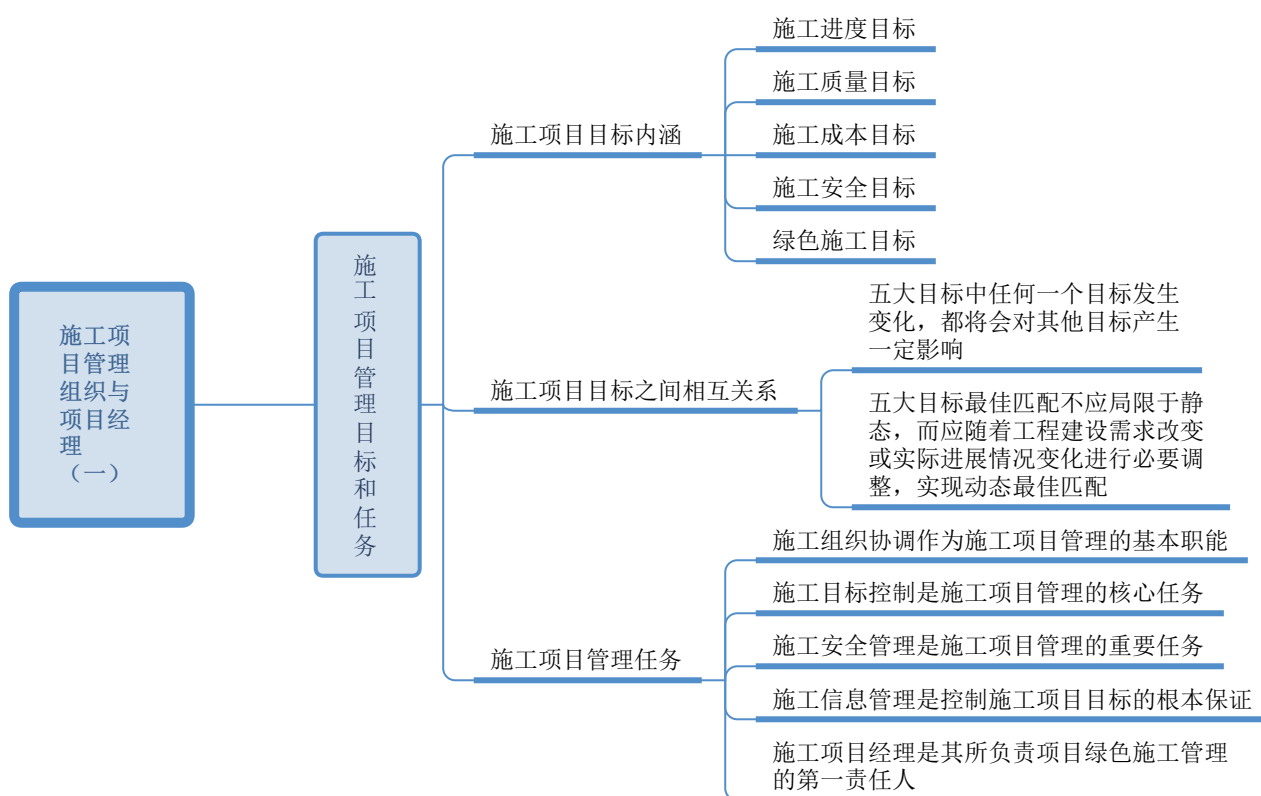 施工项
目管理
组织与
项目经
理
（一）
施工项目管理目标和任务
施工项目目标内涵
施工进度目标
施工质量目标
施工成本目标
施工安全目标
绿色施工目标
施工项目目标之间相互关系
五大目标中任何一个目标发生
变化，都将会对其他目标产生
一定影响
五大目标最佳匹配不应局限于静
态，而应随着工程建设需求改变
或实际进展情况变化进行必要调
整，实现动态最佳匹配
施工项目管理任务
施工组织协调作为施工项目管理的基本职能
施工目标控制是施工项目管理的核心任务
施工安全管理是施工项目管理的重要任务
施工信息管理是控制施工项目目标的根本保证
施工项目经理是其所负责项目绿色施工管理
的第一责任人